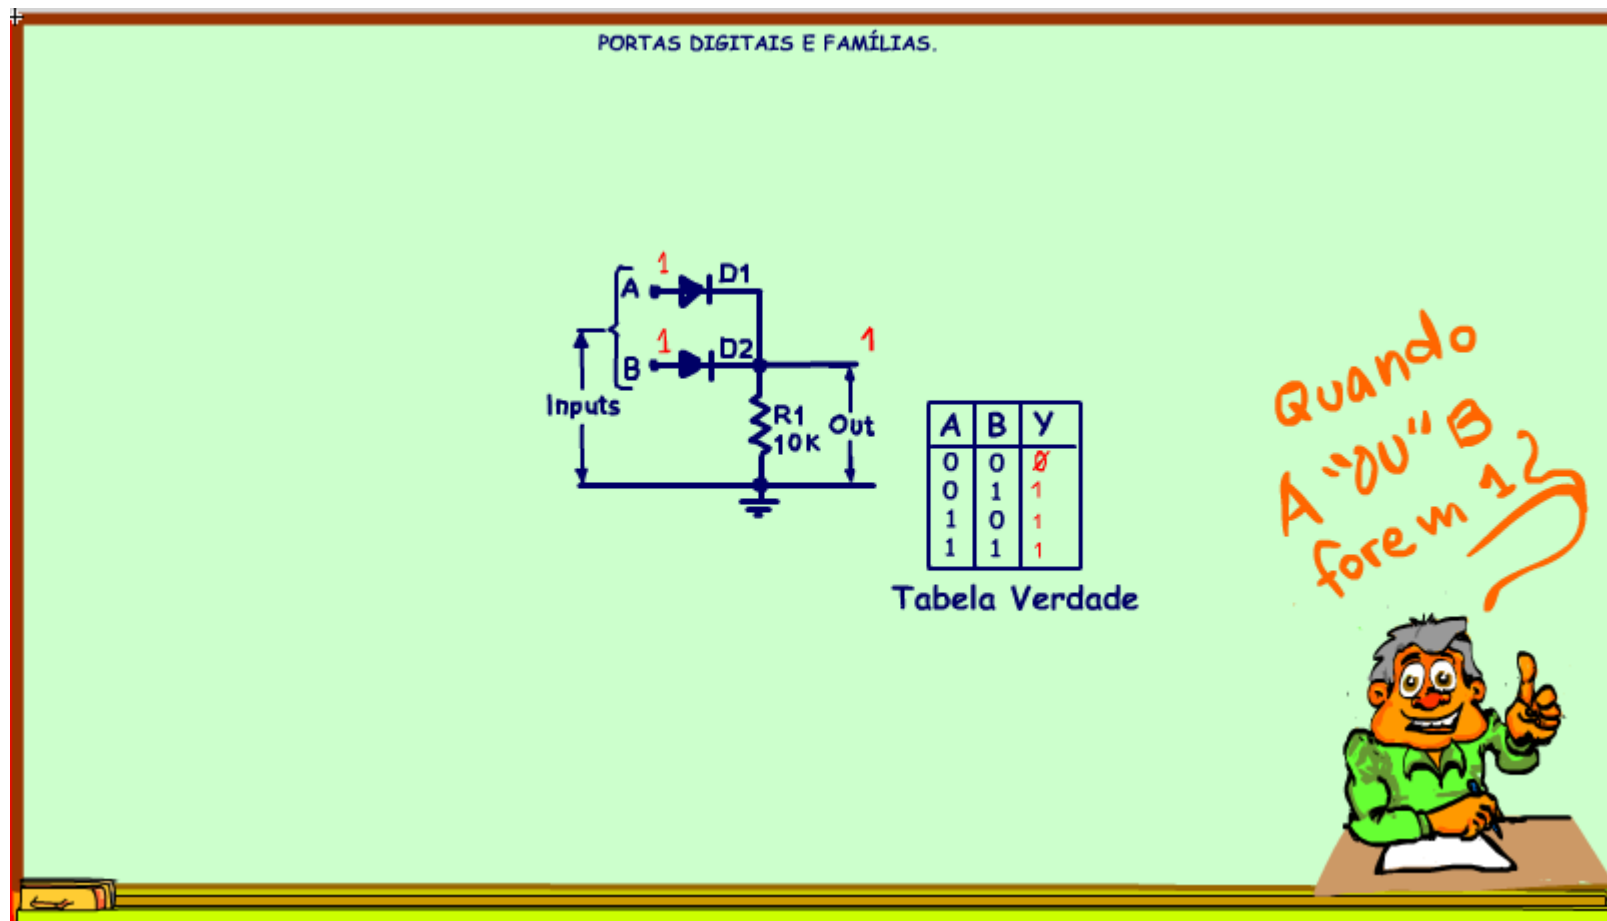 PORTAS DIGITAIS E FAMÍLIAS.
1
D1
A
1
D2
1
B
Inputs
R1
10K
Out
A B Y
0 0 0
0 1 1
1 0 1
1 1 1
Tabela Verdade
Quando
A "OU" B
forem 1